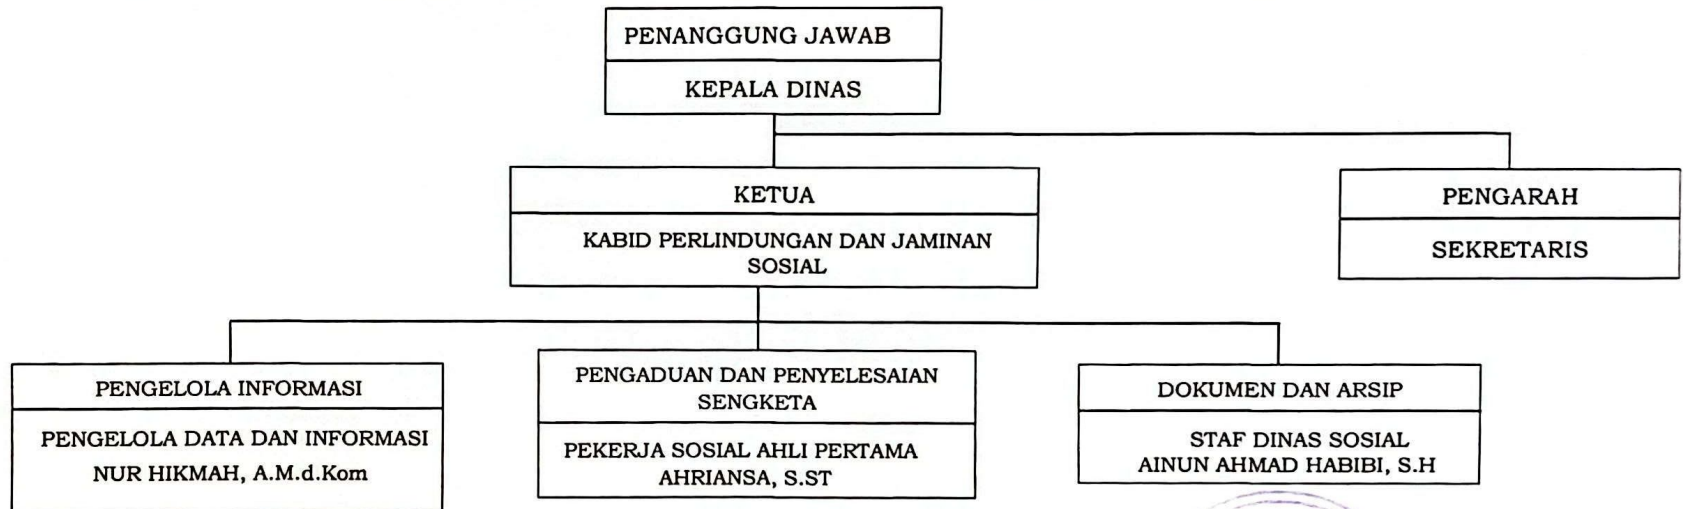 PENANGGUNG JAWAB
KEPALA DINAS
KETUA
KABID PERLINDUNGAN DAN JAMINAN
SOSIAL
PENGARAH
SEKRETARIS
PENGELOLA INFORMASI
PENGELOLA DATA DAN INFORMASI
NUR HIKMAH, A.M.d.Kom
PENGADUAN DAN PENYELESAIAN
SENGKETA
PEKERJA SOSIAL AHLI PERTAMA
AHRIANSA, S.ST
DOKUMEN DAN ARSIP
STAF DINAS SOSIAL
AINUN AHMAD HABIBI, S.H